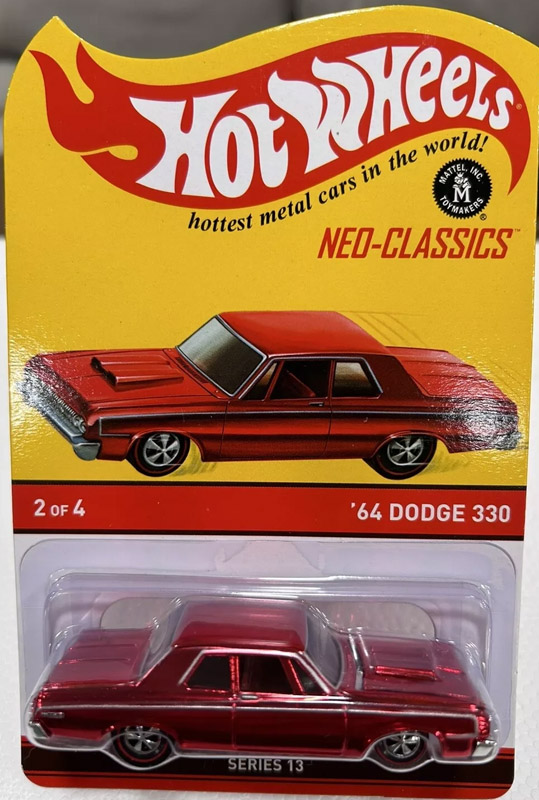 HOT WHEELS®
hottest metal cars in the world!
MATTEL, INC.
M
TOYMAKERS
®
NEO-CLASSICS™
2 OF 4
'64 DODGE 330
SERIES 13